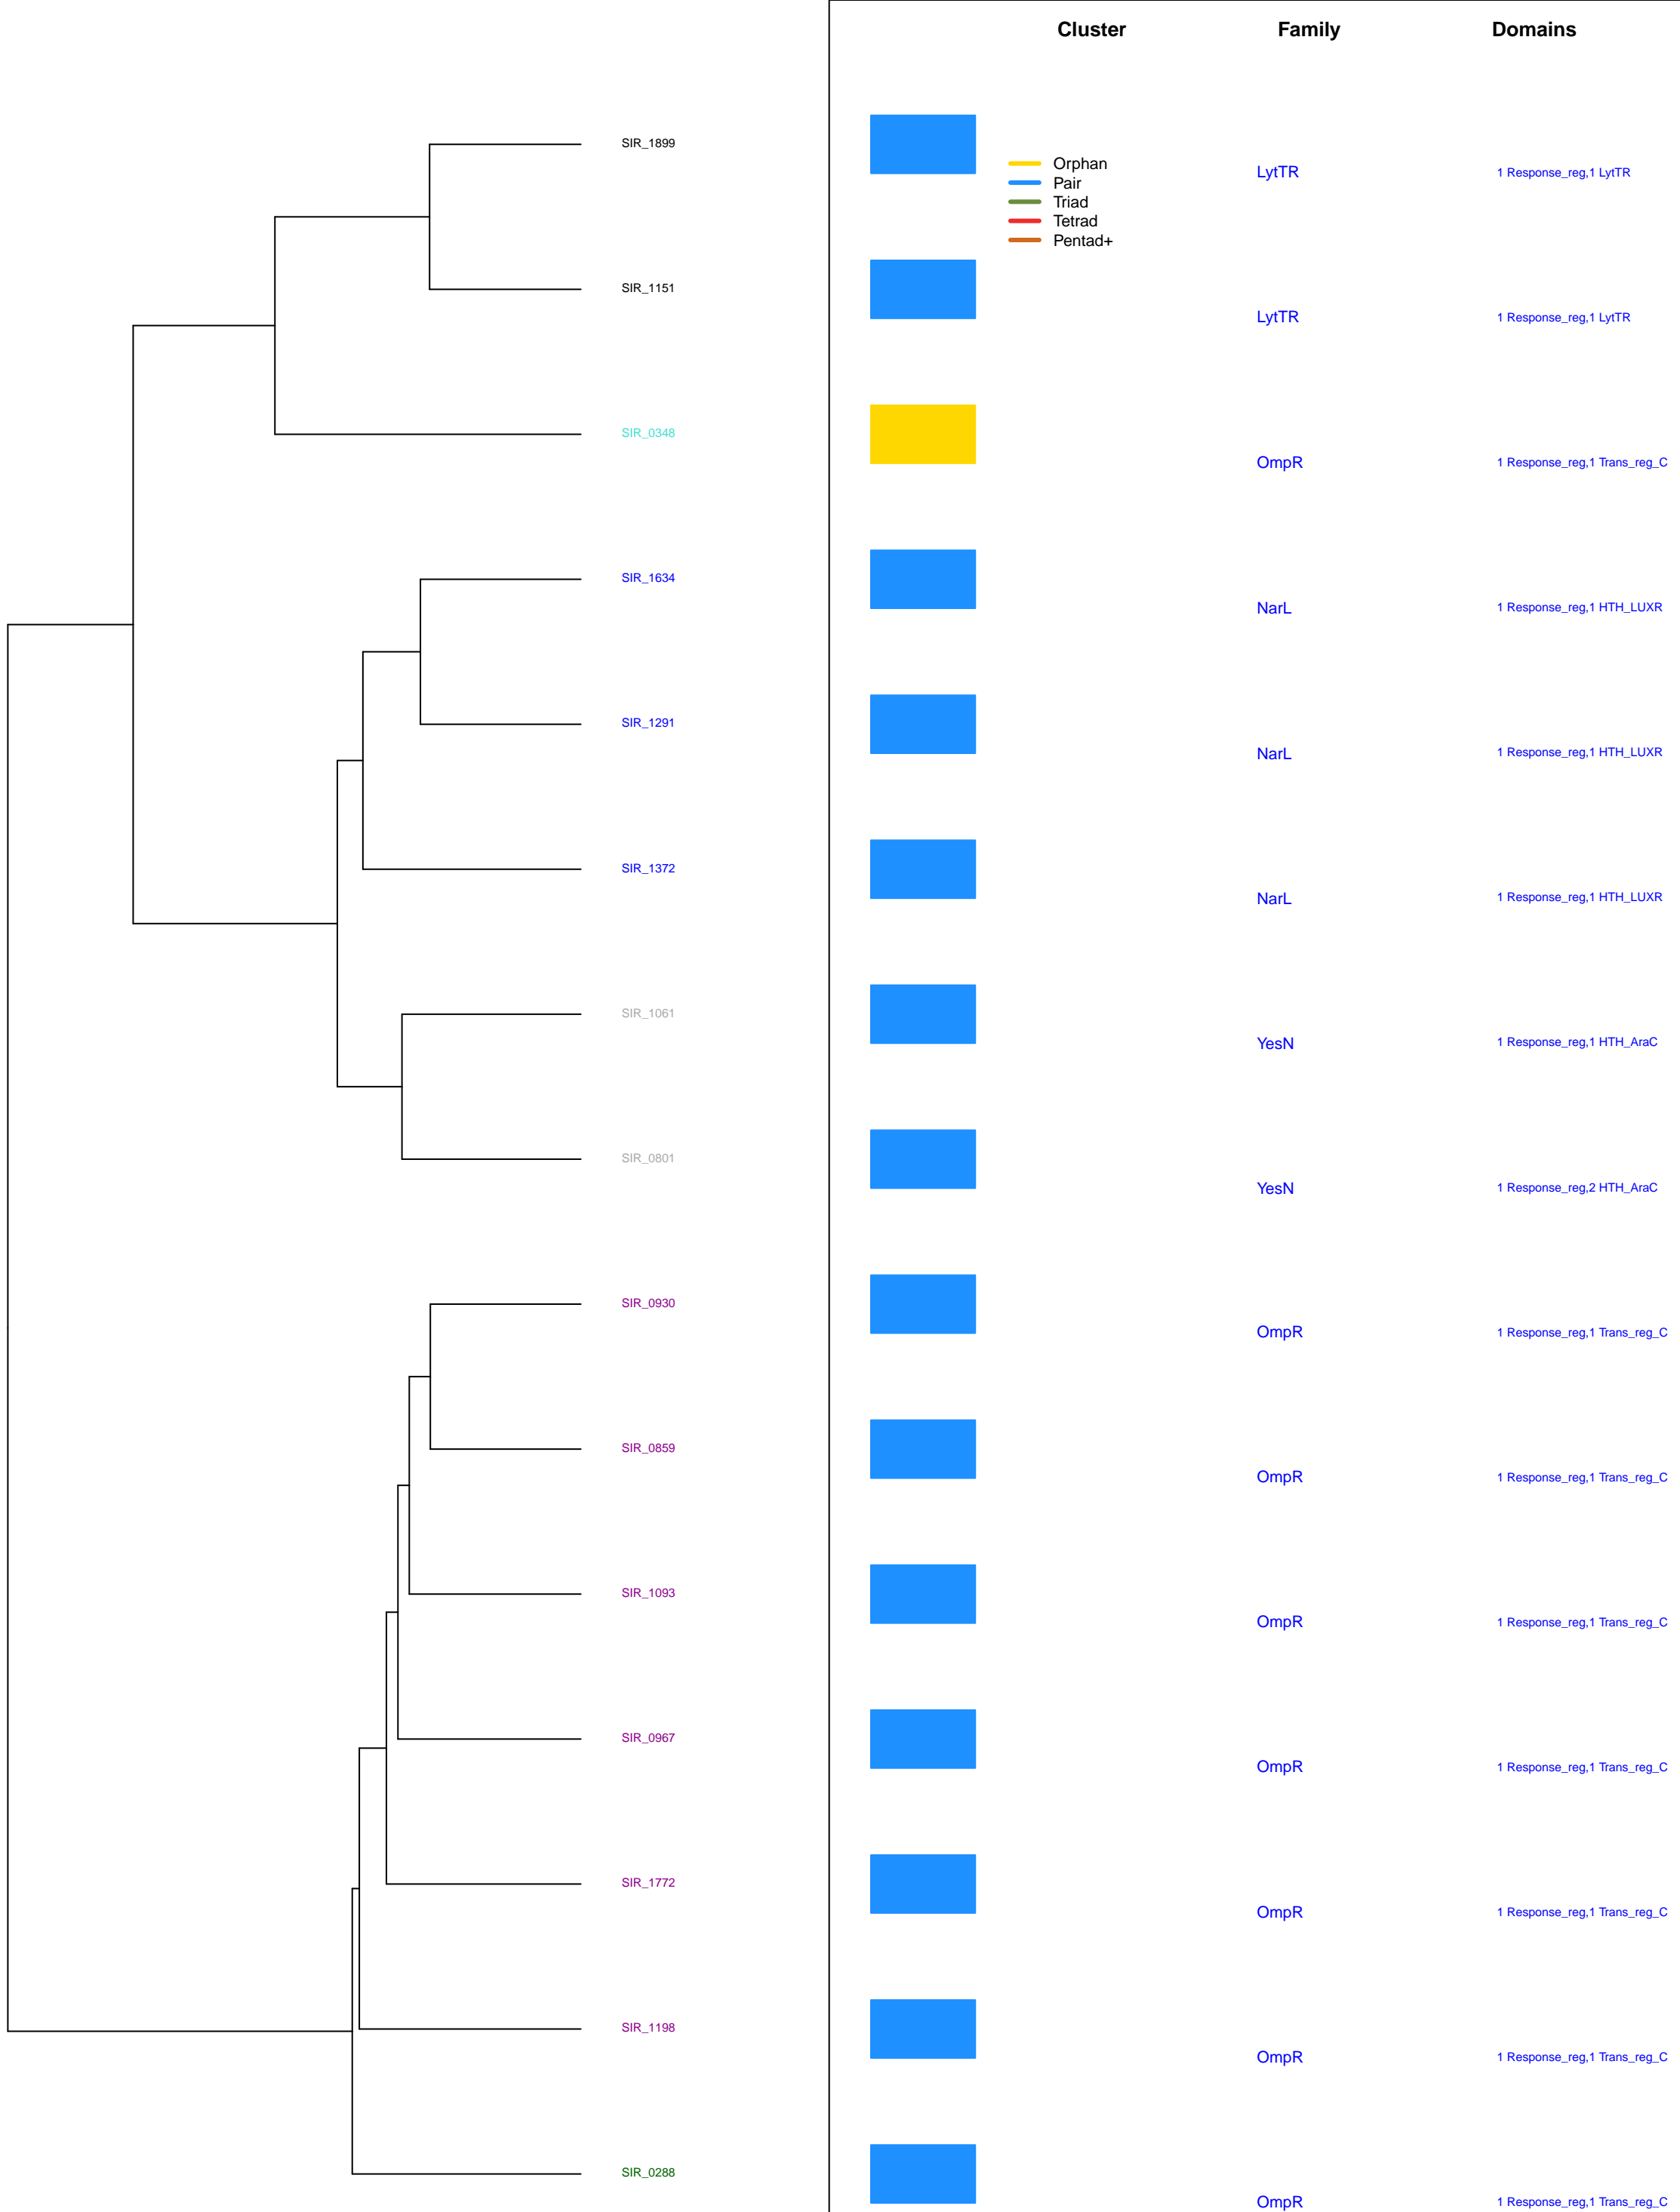 Cluster Family Domains
SIR_1899
Orphan
Pair
Triad
Tetrad
Pentad+
LytTR 1 Response_reg,1 LytTR
SIR_1151
LytTR 1 Response_reg,1 LytTR
SIR_0348
OmpR 1 Response_reg,1 Trans_reg_C
SIR_1634
NarL 1 Response_reg,1 HTH_LUXR
SIR_1291
NarL 1 Response_reg,1 HTH_LUXR
SIR_1372
NarL 1 Response_reg,1 HTH_LUXR
SIR_1061
YesN 1 Response_reg,1 HTH_AraC
SIR_0801
YesN 1 Response_reg,2 HTH_AraC
SIR_0930
OmpR 1 Response_reg,1 Trans_reg_C
SIR_0859
OmpR 1 Response_reg,1 Trans_reg_C
SIR_1093
OmpR 1 Response_reg,1 Trans_reg_C
SIR_0967
OmpR 1 Response_reg,1 Trans_reg_C
SIR_1772
OmpR 1 Response_reg,1 Trans_reg_C
SIR_1198
OmpR 1 Response_reg,1 Trans_reg_C
SIR_0288
OmpR 1 Response_reg,1 Trans_reg_C